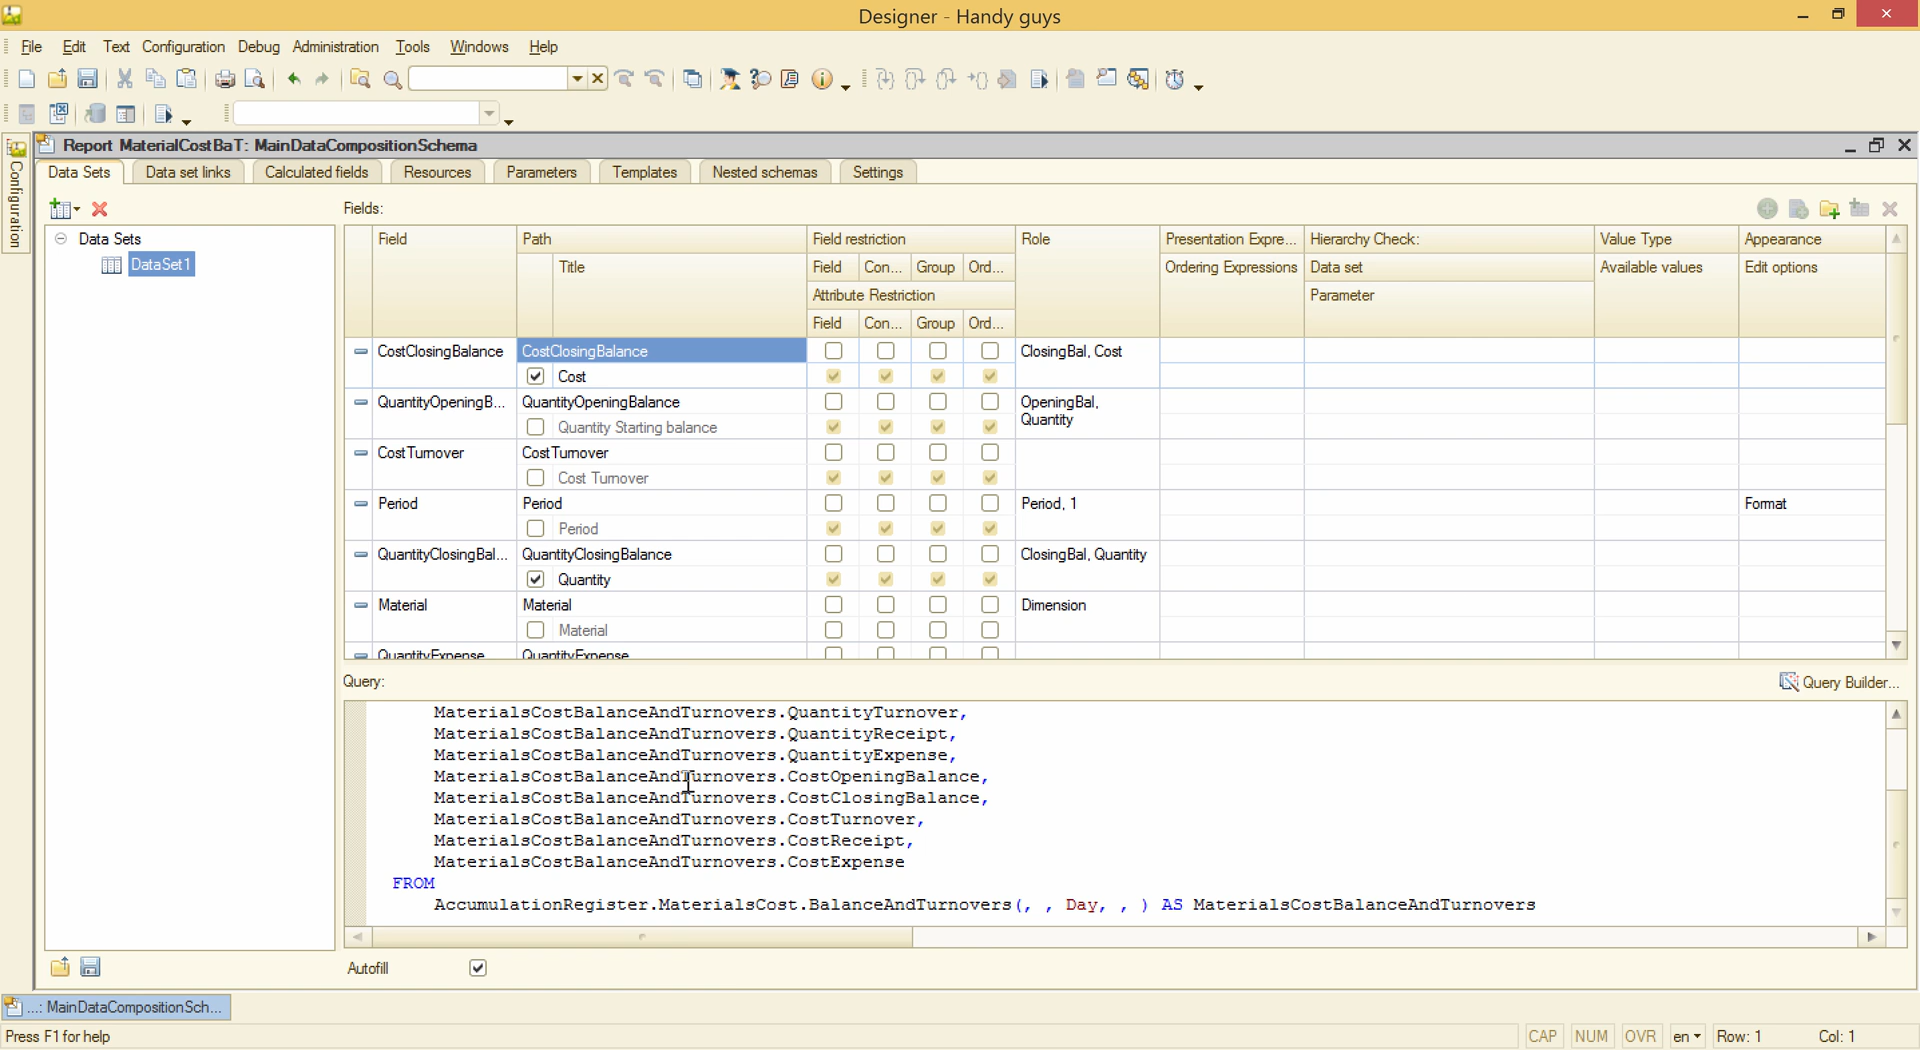 Designer - Handy guys
File Edit Text Configuration Debug Administration Tools Windows Help
Configuration
Report MaterialCostBaT: MainDataCompositionSchema
Data Sets Data set links Calculated fields Resources Parameters Templates Nested schemas Settings
Fields:
Data Sets
DataSet1
Field Path Field restriction Role Presentation Expre... Hierarchy Check: Value Type Appearance
Title Field Con... Group Ord... Ordering Expressions Data set Available values Edit options
Attribute Restriction Parameter
Field Con... Group Ord...
CostClosingBalance CostClosingBalance ClosingBal, Cost
Cost
QuantityOpeningB... QuantityOpeningBalance OpeningBal, Quantity
Quantity Starting balance
CostTurnover CostTurnover
Cost Turnover
Period Period Period, 1 Format
Period
QuantityClosingBal... QuantityClosingBalance ClosingBal, Quantity
Quantity
Material Material Dimension
Material
QuantityExpense QuantityExpense
Query: Query Builder...
MaterialsCostBalanceAndTurnovers.QuantityTurnover,
MaterialsCostBalanceAndTurnovers.QuantityReceipt,
MaterialsCostBalanceAndTurnovers.QuantityExpense,
MaterialsCostBalanceAndTurnovers.CostOpeningBalance,
MaterialsCostBalanceAndTurnovers.CostClosingBalance,
MaterialsCostBalanceAndTurnovers.CostTurnover,
MaterialsCostBalanceAndTurnovers.CostReceipt,
MaterialsCostBalanceAndTurnovers.CostExpense
FROM
AccumulationRegister.MaterialsCost.BalanceAndTurnovers(, , Day, , ) AS MaterialsCostBalanceAndTurnovers
Autofill
...: MainDataCompositionSch...
Press F1 for help CAP NUM OVR en Row: 1 Col: 1